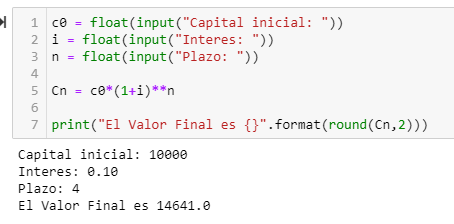 1 c0 = float(input("Capital inicial: "))
2 i = float(input("Interes: "))
3 n = float(input("Plazo: "))
4
5 Cn = c0*(1+i)**n
6
7 print("El Valor Final es {}".format(round(Cn,2)))
Capital inicial: 10000
Interes: 0.10
Plazo: 4
El Valor Final es 14641.0